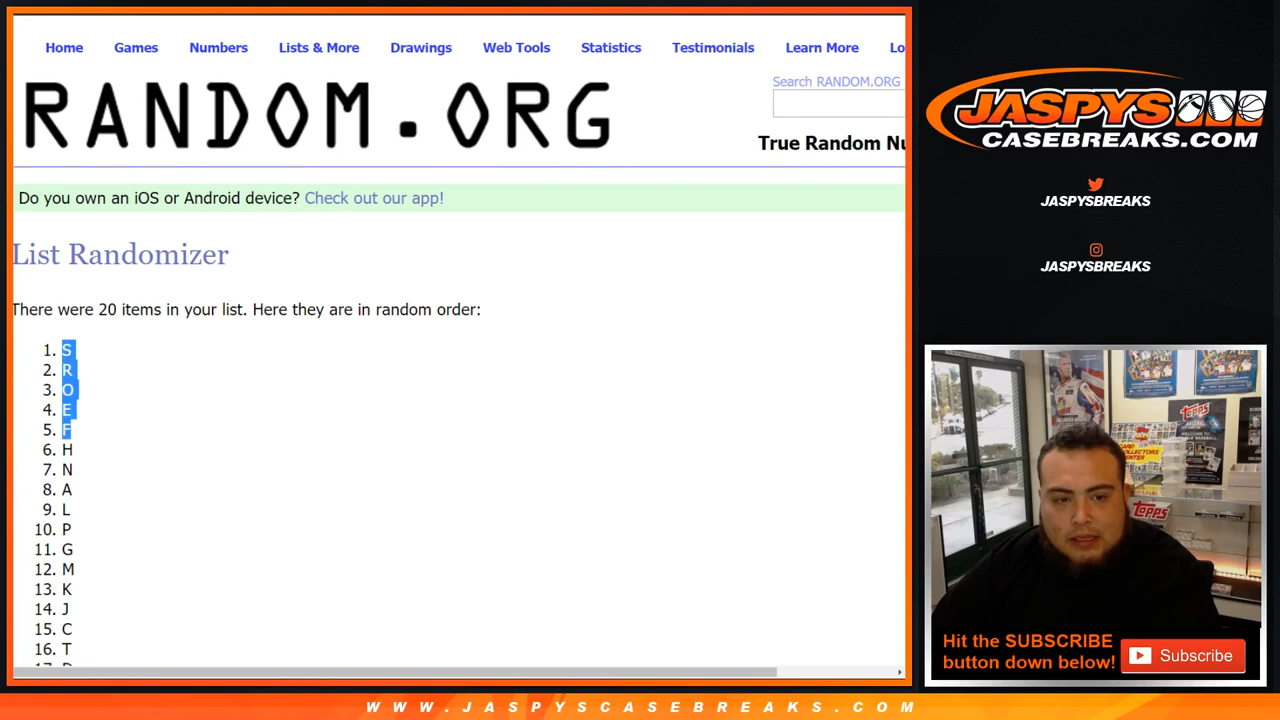 Home Games Numbers Lists & More Drawings Web Tools Statistics Testimonials Learn More Lo
RANDOM.ORG
Search RANDOM.ORG
True Random Nu
Do you own an iOS or Android device? Check out our app!
List Randomizer
There were 20 items in your list. Here they are in random order:
1. S
2. R
3. O
4. E
5. F
6. H
7. N
8. A
9. L
10. P
11. G
12. M
13. K
14. J
15. C
16. T
JASPYS
CASEBREAKS.COM
JASPYSBREAKS
JASPYSBREAKS
Topps
Topps
Hit the SUBSCRIBE
button down below!
Subscribe
WWW.JASPYSCASEBREAKS.COM